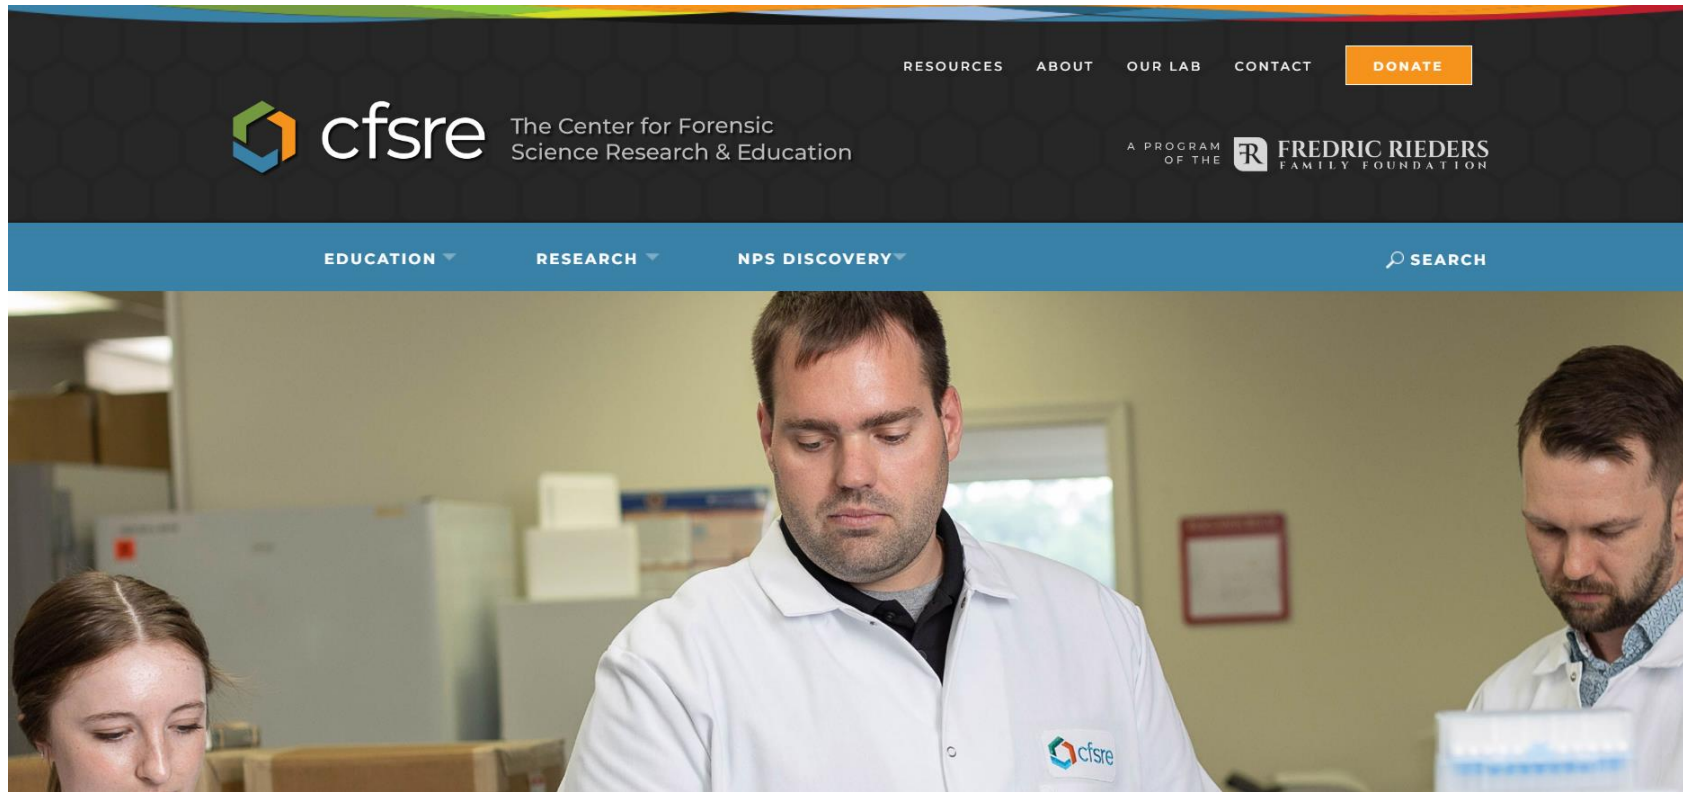 RESOURCES ABOUT OUR LAB CONTACT DONATE
cfsre The Center for Forensic
Science Research & Education
A PROGRAM
OF THE
FR FREDRIC RIEDERS
FAMILY FOUNDATION
EDUCATION RESEARCH NPS DISCOVERY SEARCH
cfsre